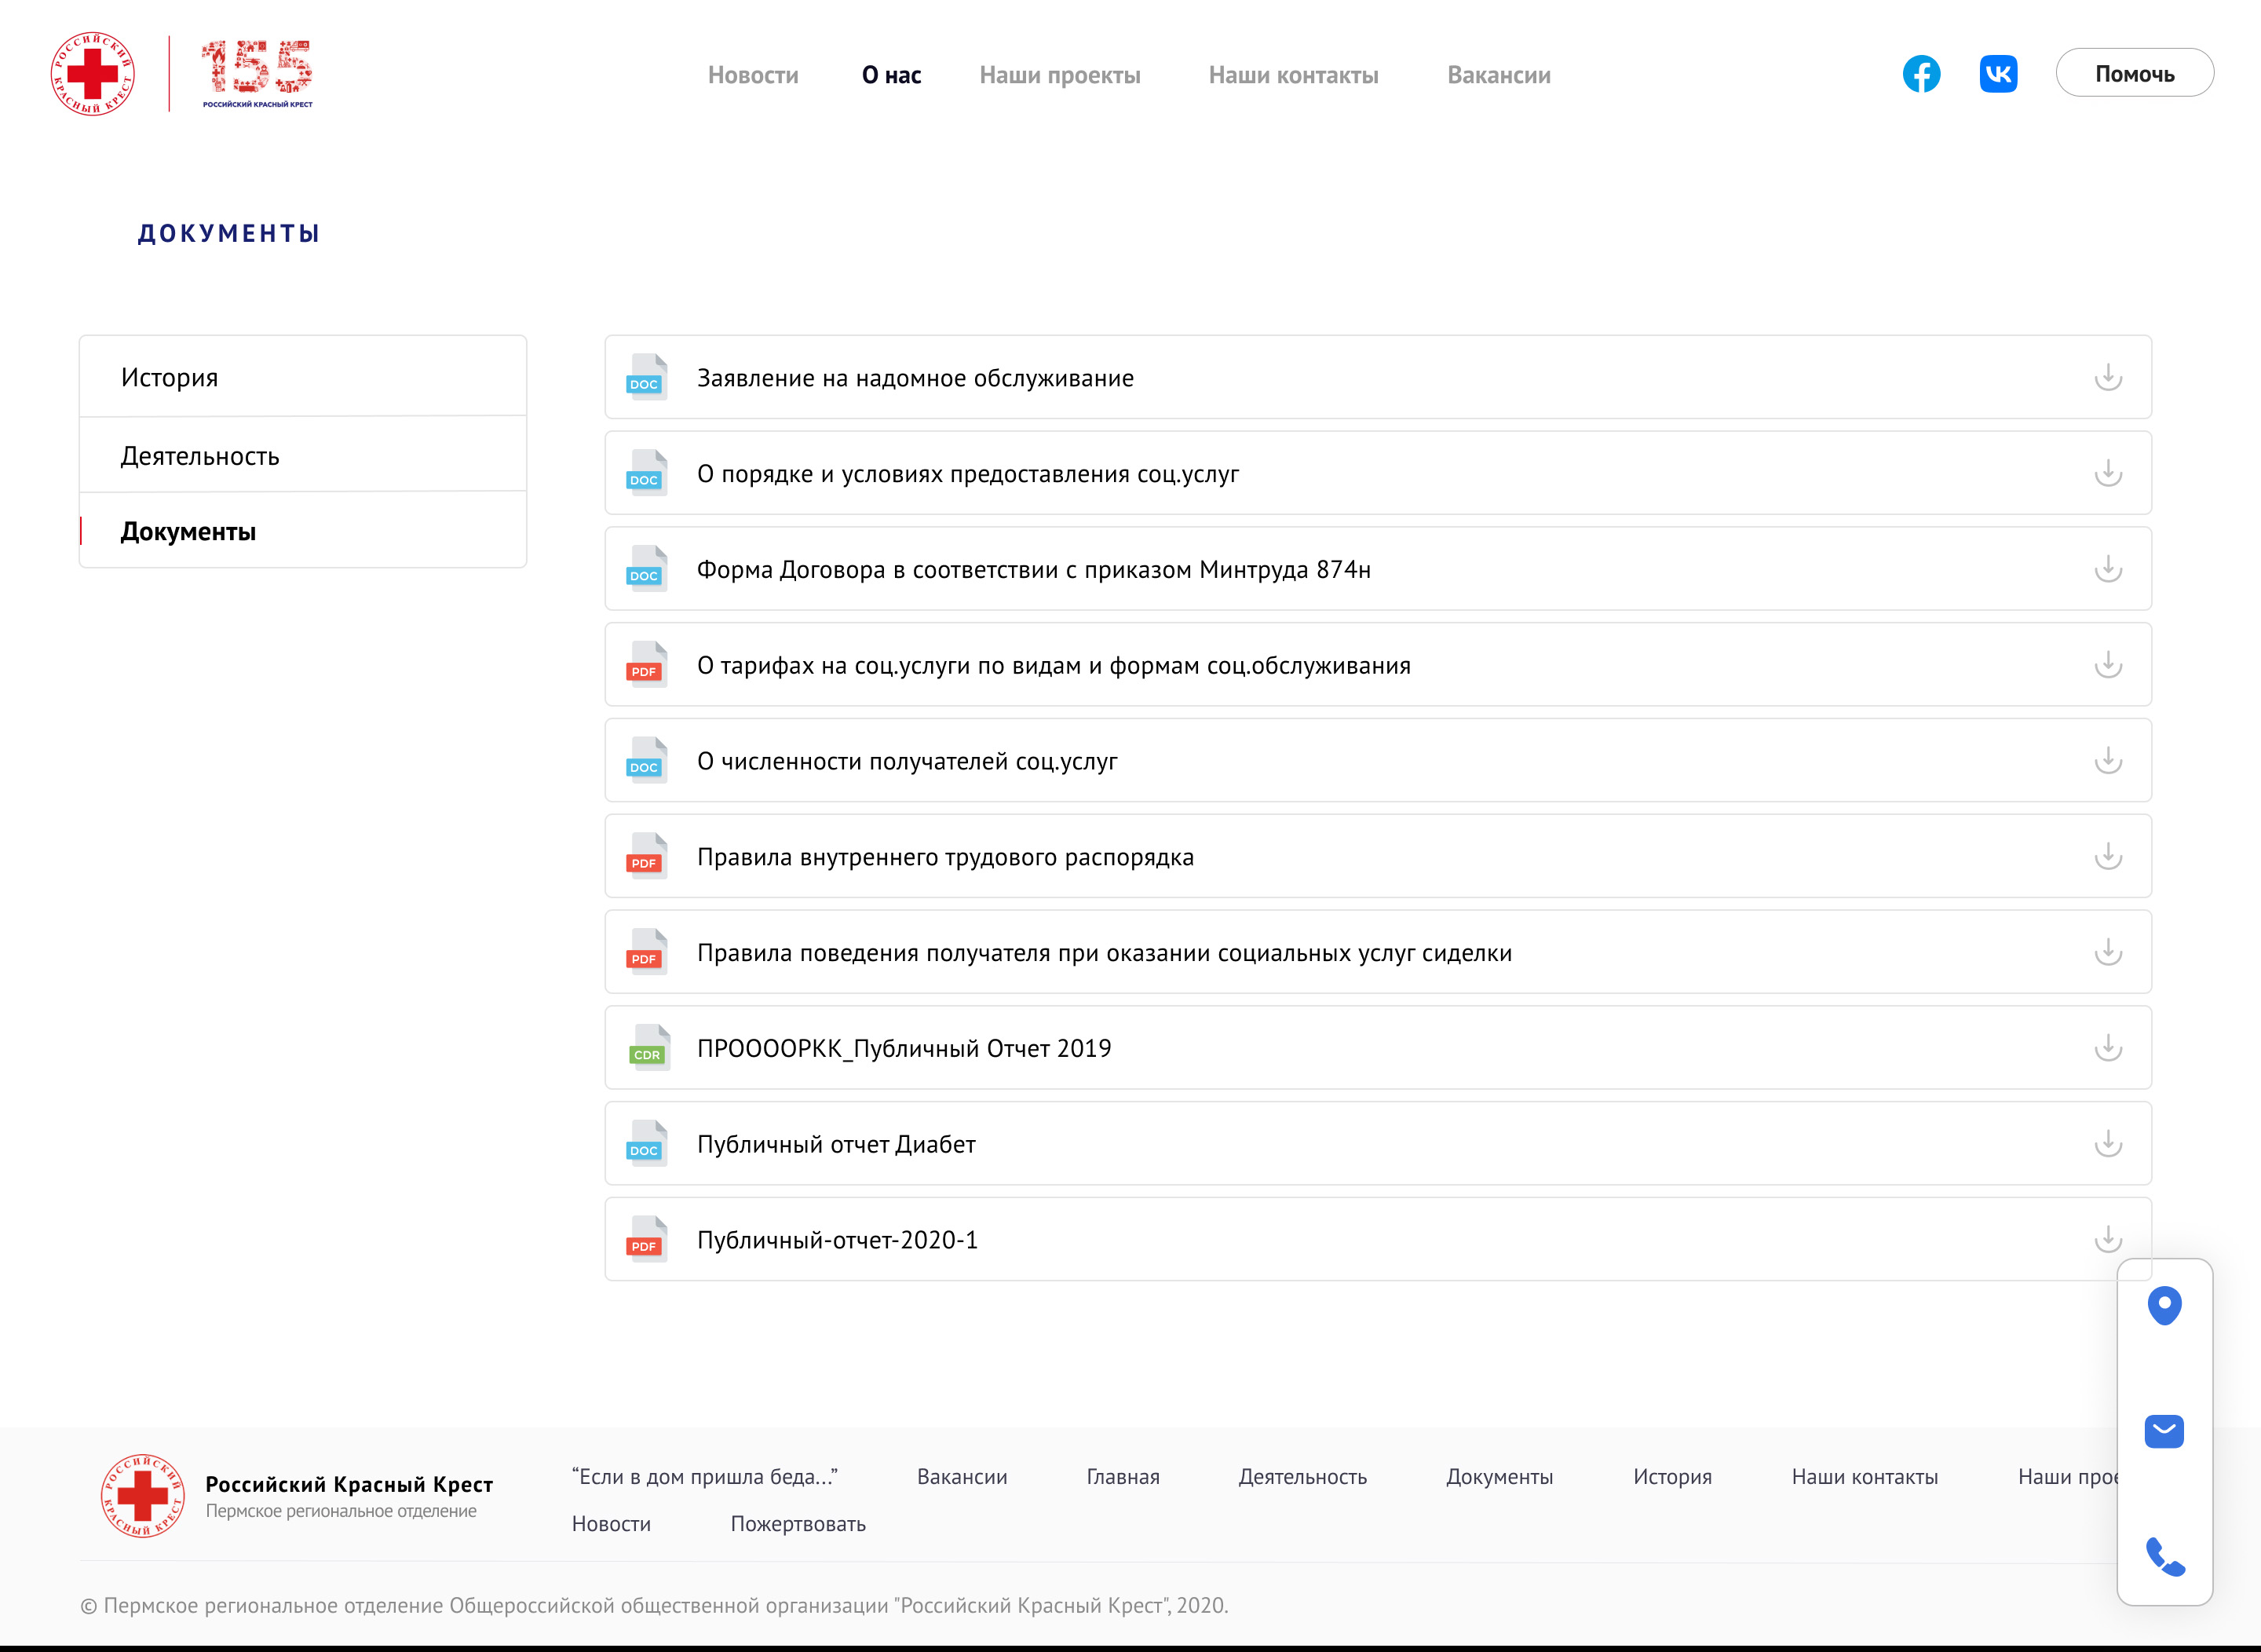 РОССИЙСКИЙ КРАСНЫЙ КРЕСТ
155
РОССИЙСКИЙ КРАСНЫЙ КРЕСТ
Новости О нас Наши проекты Наши контакты Вакансии
Помочь
ДОКУМЕНТЫ
История
Деятельность
Документы
DOC Заявление на надомное обслуживание
DOC О порядке и условиях предоставления соц.услуг
DOC Форма Договора в соответствии с приказом Минтруда 874н
PDF О тарифах на соц.услуги по видам и формам соц.обслуживания
DOC О численности получателей соц.услуг
PDF Правила внутреннего трудового распорядка
PDF Правила поведения получателя при оказании социальных услуг сиделки
CDR ПРООООРКК_Публичный Отчет 2019
DOC Публичный отчет Диабет
PDF Публичный-отчет-2020-1
РОССИЙСКИЙ КРАСНЫЙ КРЕСТ
Российский Красный Крест
Пермское региональное отделение
“Если в дом пришла беда...” Вакансии Главная Деятельность Документы История Наши контакты Наши прое
Новости Пожертвовать
© Пермское региональное отделение Общероссийской общественной организации "Российский Красный Крест", 2020.